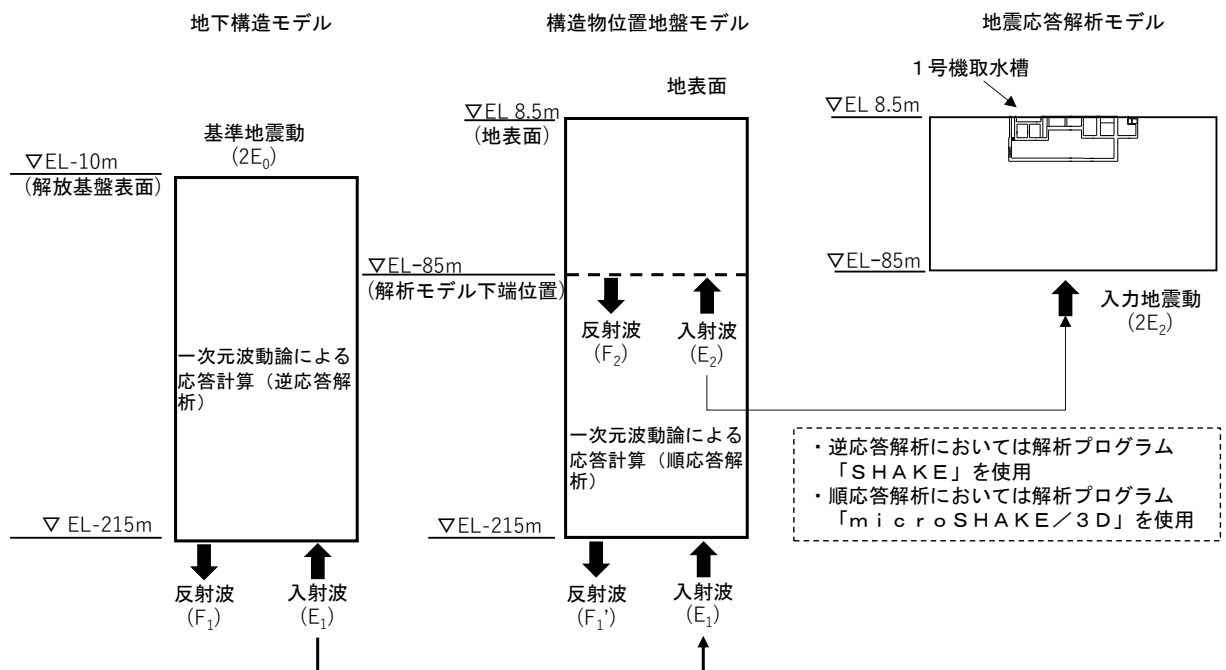 地下構造モデル
基準地震動
(2E₀)
▽EL-10m
(解放基盤表面)
一次元波動論による
応答計算（逆応答解
析）
▽ EL-215m
反射波
(F₁)
入射波
(E₁)
構造物位置地盤モデル
地表面
▽EL 8.5m
(地表面)
▽EL-85m
(解析モデル下端位置)
反射波
(F₂)
入射波
(E₂)
一次元波動論による
応答計算（順応答解
析）
▽EL-215m
反射波
(F₁')
入射波
(E₁)
地震応答解析モデル
１号機取水槽
▽EL 8.5m
▽EL-85m
入力地震動
(2E₂)
・逆応答解析においては解析プログラム
「ＳＨＡＫＥ」を使用
・順応答解析においては解析プログラム
「ｍｉｃｒｏＳＨＡＫＥ／３Ｄ」を使用